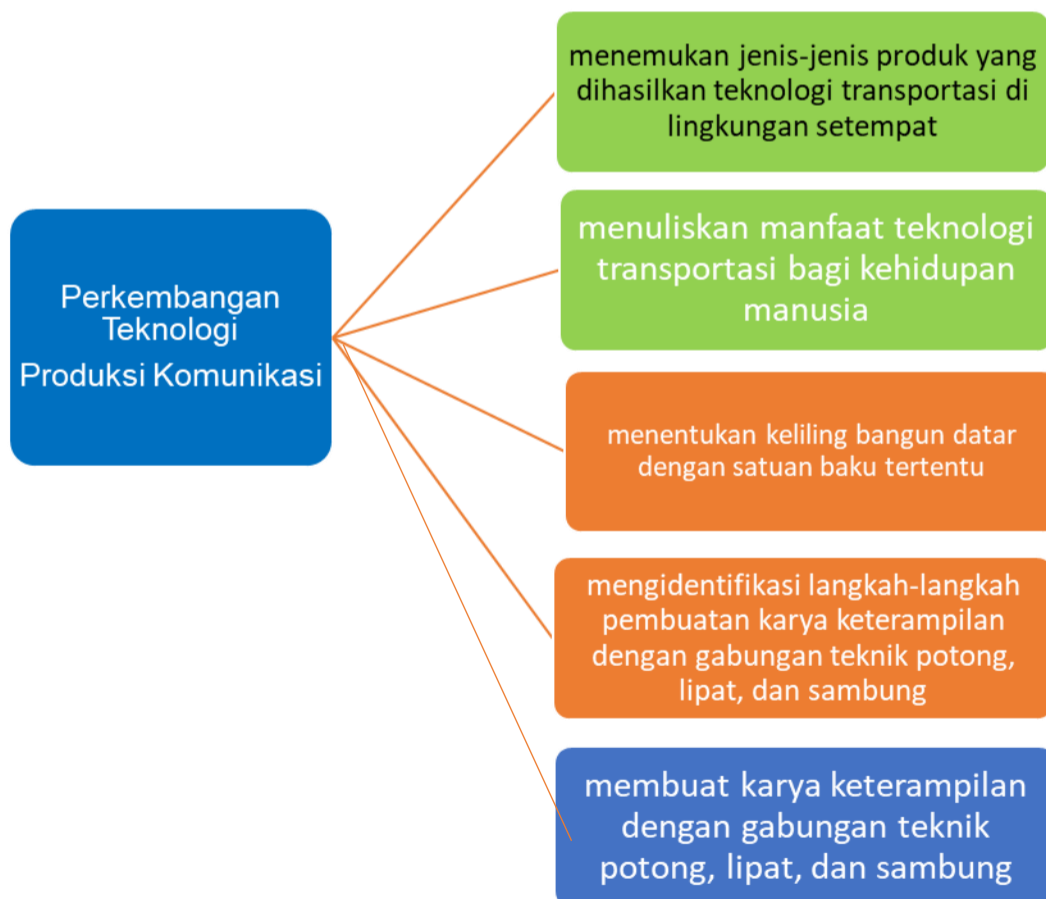 Perkembangan
Teknologi
Produksi Komunikasi
menemukan jenis-jenis produk yang
dihasilkan teknologi transportasi di
lingkungan setempat
menuliskan manfaat teknologi
transportasi bagi kehidupan
manusia
menentukan keliling bangun datar
dengan satuan baku tertentu
mengidentifikasi langkah-langkah
pembuatan karya keterampilan
dengan gabungan teknik potong,
lipat, dan sambung
membuat karya keterampilan
dengan gabungan teknik
potong, lipat, dan sambung